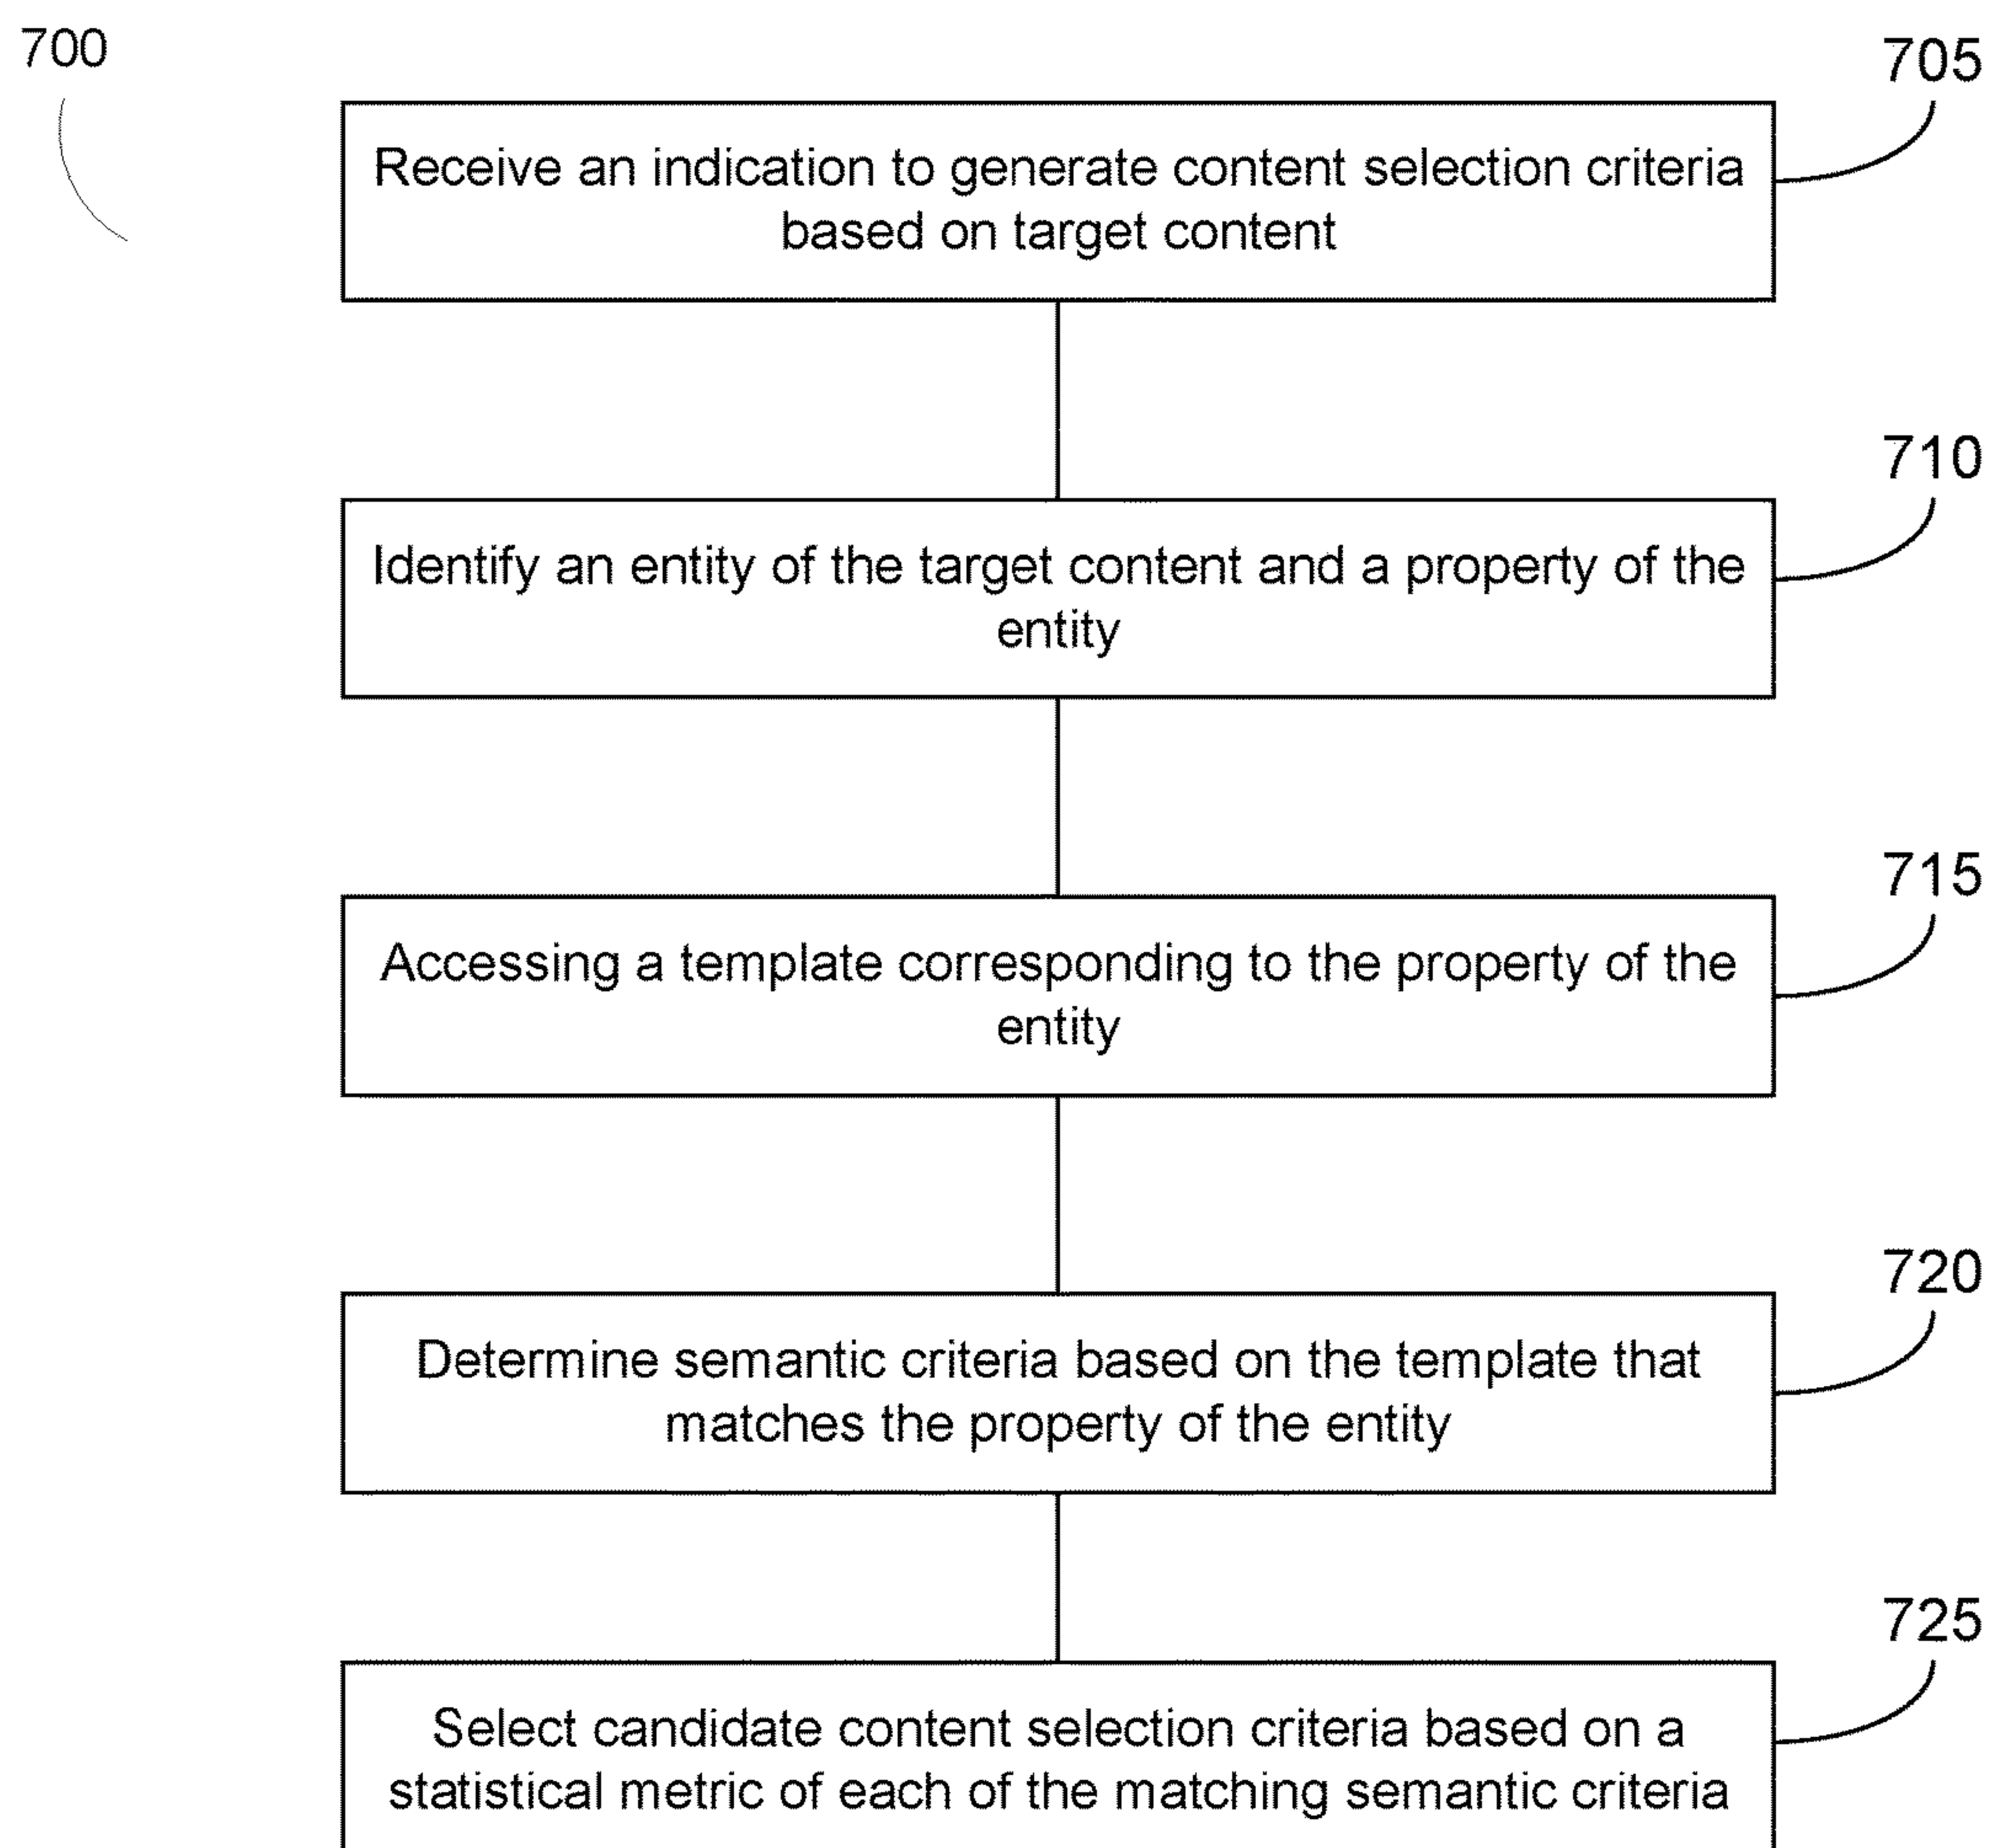 700
705
Receive an indication to generate content selection criteria
based on target content
710
Identify an entity of the target content and a property of the
entity
715
Accessing a template corresponding to the property of the
entity
720
Determine semantic criteria based on the template that
matches the property of the entity
725
Select candidate content selection criteria based on a
statistical metric of each of the matching semantic criteria